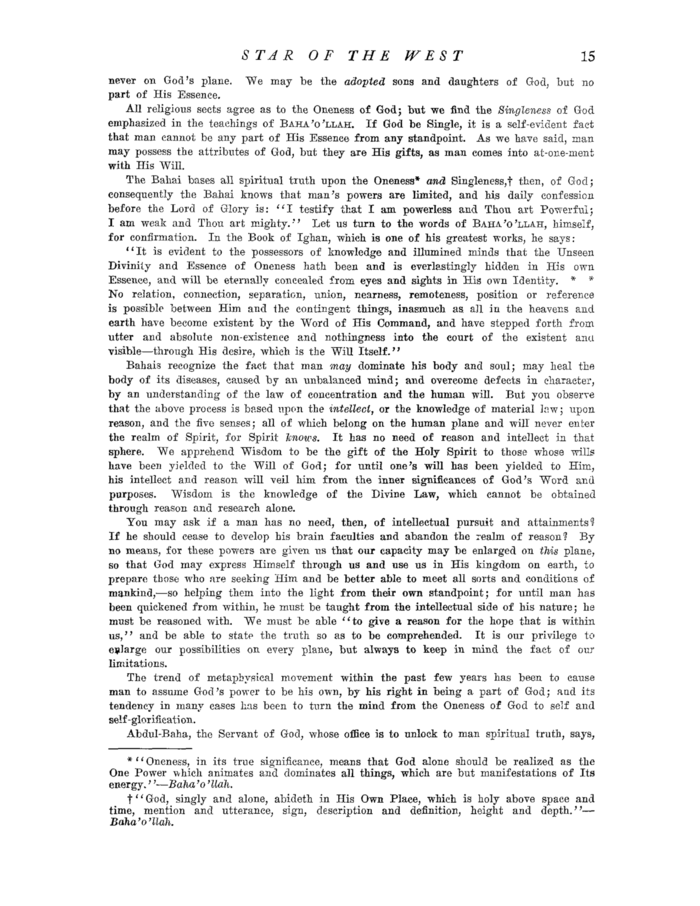 STAR OF THE WEST 15
never on God's plane. We may be the adopted sons and daughters of God, but no
part of His Essence.
All religious sects agree as to the Oneness of God; but we find the Singleness of God
emphasized in the teachings of BAHA'O'LLAH. If God be Single, it is a self-evident fact
that man cannot be any part of His Essence from any standpoint. As we have said, man
may possess the attributes of God, but they are His gifts, as man comes into at-one-ment
with His Will.
The Bahai bases all spiritual truth upon the Oneness* and Singleness,† then, of God;
consequently the Bahai knows that man's powers are limited, and his daily confession
before the Lord of Glory is: "I testify that I am powerless and Thou art Powerful;
I am weak and Thou art mighty." Let us turn to the words of BAHA'O'LLAH, himself,
for confirmation. In the Book of Ighan, which is one of his greatest works, he says:
"It is evident to the possessors of knowledge and illumined minds that the Unseen
Divinity and Essence of Oneness hath been and is everlastingly hidden in His own
Essence, and will be eternally concealed from eyes and sights in His own Identity. * *
No relation, connection, separation, union, nearness, remoteness, position or reference
is possible between Him and the contingent things, inasmuch as all in the heavens and
earth have become existent by the Word of His Command, and have stepped forth from
utter and absolute non-existence and nothingness into the court of the existent and
visible—through His desire, which is the Will Itself."
Bahais recognize the fact that man may dominate his body and soul; may heal the
body of its diseases, caused by an unbalanced mind; and overcome defects in character,
by an understanding of the law of concentration and the human will. But you observe
that the above process is based upon the intellect, or the knowledge of material law; upon
reason, and the five senses; all of which belong on the human plane and will never enter
the realm of Spirit, for Spirit knows. It has no need of reason and intellect in that
sphere. We apprehend Wisdom to be the gift of the Holy Spirit to those whose wills
have been yielded to the Will of God; for until one's will has been yielded to Him,
his intellect and reason will veil him from the inner significances of God's Word and
purposes. Wisdom is the knowledge of the Divine Law, which cannot be obtained
through reason and research alone.
You may ask if a man has no need, then, of intellectual pursuit and attainments?
If he should cease to develop his brain faculties and abandon the realm of reason? By
no means, for these powers are given us that our capacity may be enlarged on this plane,
so that God may express Himself through us and use us in His kingdom on earth, to
prepare those who are seeking Him and be better able to meet all sorts and conditions of
mankind,—so helping them into the light from their own standpoint; for until man has
been quickened from within, he must be taught from the intellectual side of his nature; he
must be reasoned with. We must be able "to give a reason for the hope that is within
us," and be able to state the truth so as to be comprehended. It is our privilege to
enlarge our possibilities on every plane, but always to keep in mind the fact of our
limitations.
The trend of metaphysical movement within the past few years has been to cause
man to assume God's power to be his own, by his right in being a part of God; and its
tendency in many cases has been to turn the mind from the Oneness of God to self and
self-glorification.
Abdul-Baha, the Servant of God, whose office is to unlock to man spiritual truth, says,
* "Oneness, in its true significance, means that God alone should be realized as the
One Power which animates and dominates all things, which are but manifestations of Its
energy."—Baha'o'llah.
† "God, singly and alone, abideth in His Own Place, which is holy above space and
time, mention and utterance, sign, description and definition, height and depth."—
Baha'o'llah.